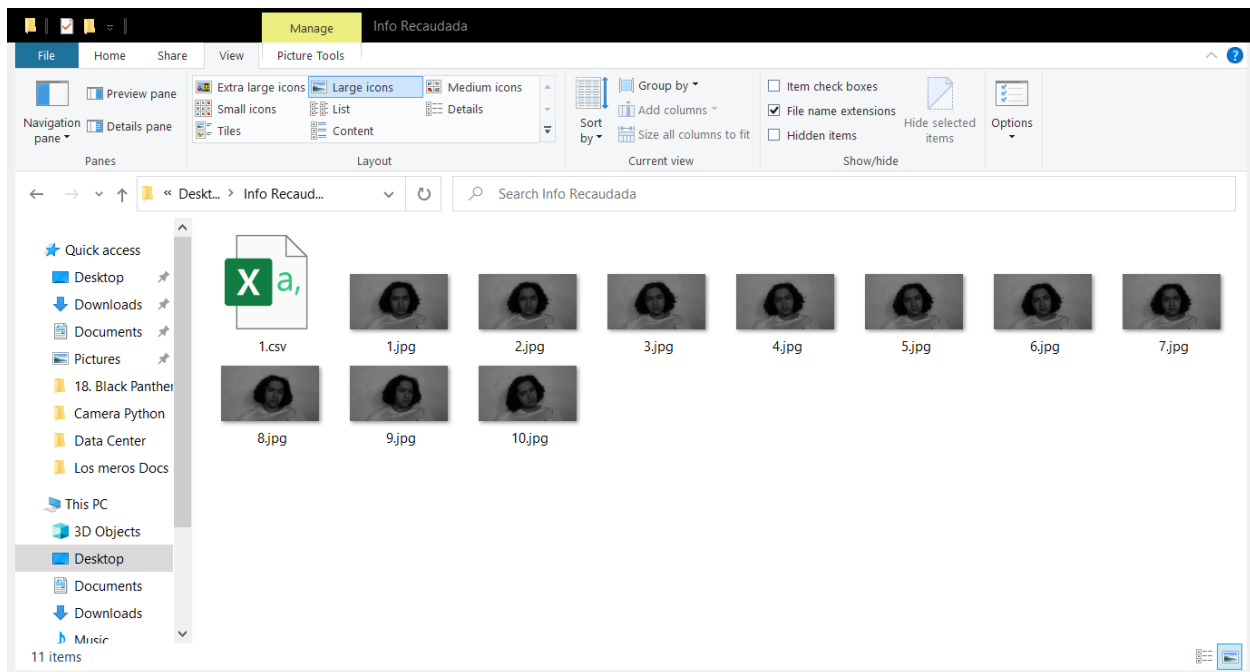 Manage Info Recaudada
File Home Share View Picture Tools
Extra large icons Large icons Medium icons
Small icons List Details
Tiles Content
Preview pane
Details pane
Navigation
pane
Sort
by
Group by
Add columns
Size all columns to fit
Item check boxes
File name extensions
Hidden items
Hide selected
items
Options
Panes Layout Current view Show/hide
« Deskt... > Info Recaud... Search Info Recaudada
Quick access
Desktop
Downloads
Documents
Pictures
18. Black Panther
Camera Python
Data Center
Los meros Docs
This PC
3D Objects
Desktop
Documents
Downloads
Music
X a,
1.csv 1.jpg 2.jpg 3.jpg 4.jpg 5.jpg 6.jpg 7.jpg
8.jpg 9.jpg 10.jpg
11 items